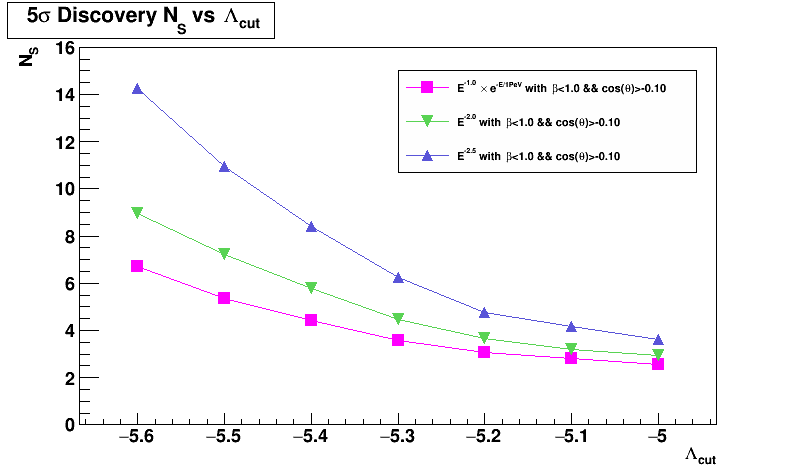 5σ Discovery N_S vs Λ_cut
N_S
16
14
12
10
8
6
4
2
0
E^-1.0 × e^-E/1PeV with β<1.0 && cos(θ)>-0.10
E^-2.0 with β<1.0 && cos(θ)>-0.10
E^-2.5 with β<1.0 && cos(θ)>-0.10
−5.6 −5.5 −5.4 −5.3 −5.2 −5.1 −5
Λ_cut